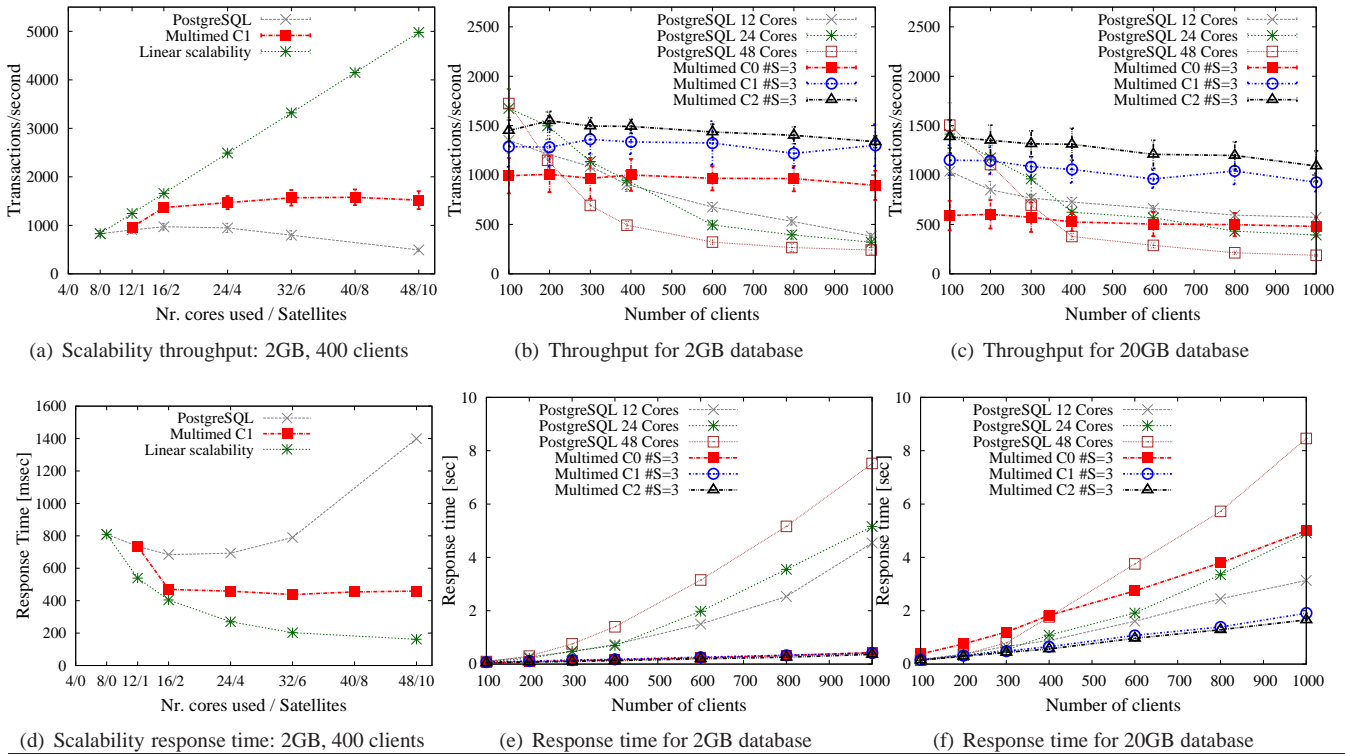 PostgreSQL
Multimed C1
Linear scalability
Transactions/second
5000
4000
3000
2000
1000
0
4/0 8/0 12/1 16/2 24/4 32/6 40/8 48/10
Nr. cores used / Satellites
(a) Scalability throughput: 2GB, 400 clients
PostgreSQL 12 Cores
PostgreSQL 24 Cores
PostgreSQL 48 Cores
Multimed C0 #S=3
Multimed C1 #S=3
Multimed C2 #S=3
Transactions/second
2500
2000
1500
1000
500
0
100 200 300 400 500 600 700 800 900 1000
Number of clients
(b) Throughput for 2GB database
PostgreSQL 12 Cores
PostgreSQL 24 Cores
PostgreSQL 48 Cores
Multimed C0 #S=3
Multimed C1 #S=3
Multimed C2 #S=3
Transactions/second
2500
2000
1500
1000
500
0
100 200 300 400 500 600 700 800 900 1000
Number of clients
(c) Throughput for 20GB database
PostgreSQL
Multimed C1
Linear scalability
Response Time [msec]
1600
1400
1200
1000
800
600
400
200
0
4/0 8/0 12/1 16/2 24/4 32/6 40/8 48/10
Nr. cores used / Satellites
(d) Scalability response time: 2GB, 400 clients
PostgreSQL 12 Cores
PostgreSQL 24 Cores
PostgreSQL 48 Cores
Multimed C0 #S=3
Multimed C1 #S=3
Multimed C2 #S=3
Response time [sec]
10
8
6
4
2
0
100 200 300 400 500 600 700 800 900 1000
Number of clients
(e) Response time for 2GB database
PostgreSQL 12 Cores
PostgreSQL 24 Cores
PostgreSQL 48 Cores
Multimed C0 #S=3
Multimed C1 #S=3
Multimed C2 #S=3
Response time [sec]
10
8
6
4
2
0
100 200 300 400 500 600 700 800 900 1000
Number of clients
(f) Response time for 20GB database